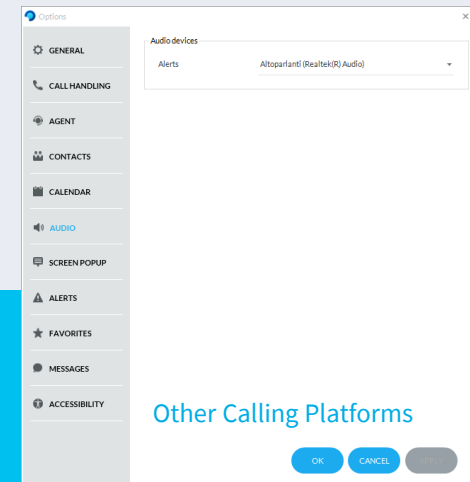 Options
GENERAL
CALL HANDLING
AGENT
CONTACTS
CALENDAR
AUDIO
SCREEN POPUP
ALERTS
FAVORITES
MESSAGES
ACCESSIBILITY
Audio devices
Alerts Altoparlanti (Realtek(R) Audio)
Other Calling Platforms
OK CANCEL APPLY